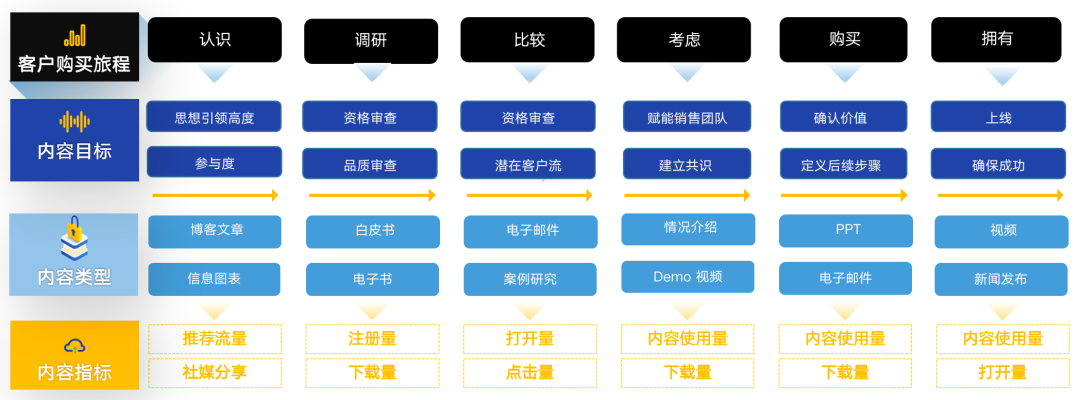 客户购买旅程
认识
调研
比较
考虑
购买
拥有
内容目标
思想引领高度
资格审查
资格审查
赋能销售团队
确认价值
上线
参与度
品质审查
潜在客户流
建立共识
定义后续步骤
确保成功
内容类型
博客文章
白皮书
电子邮件
情况介绍
PPT
视频
信息图表
电子书
案例研究
Demo 视频
电子邮件
新闻发布
内容指标
推荐流量
注册量
打开量
内容使用量
内容使用量
内容使用量
社媒分享
下载量
点击量
下载量
下载量
打开量